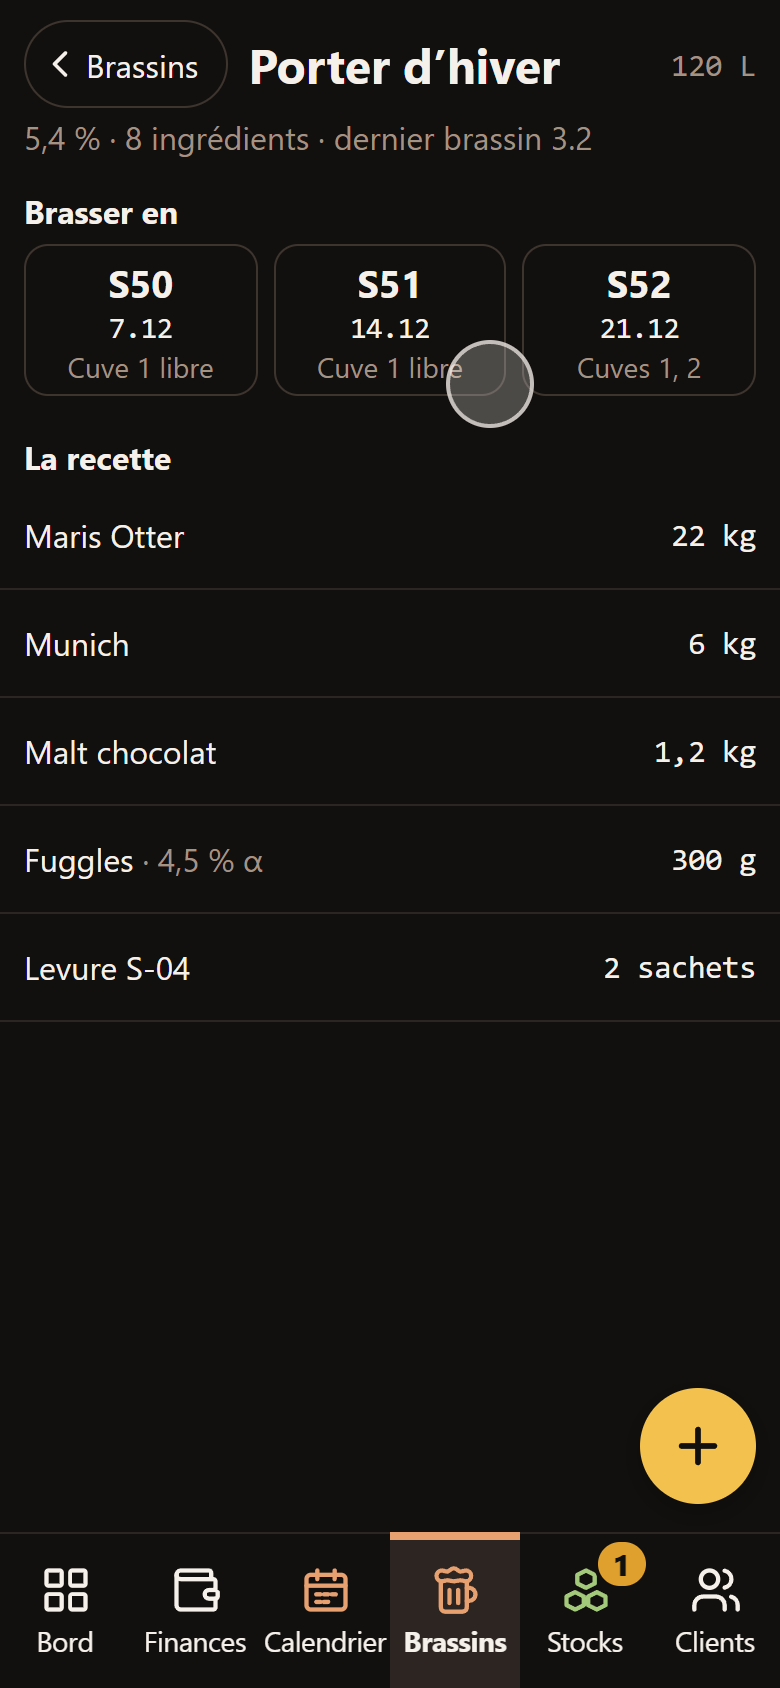 Brassins
Porter d’hiver
120 L
5,4 % · 8 ingrédients · dernier brassin 3.2
Brasser en
S50
7.12
Cuve 1 libre
S51
14.12
Cuve 1 libre
S52
21.12
Cuves 1, 2
La recette
Maris Otter 22 kg
Munich 6 kg
Malt chocolat 1,2 kg
Fuggles · 4,5 % α 300 g
Levure S-04 2 sachets
1
Bord Finances Calendrier Brassins Stocks Clients